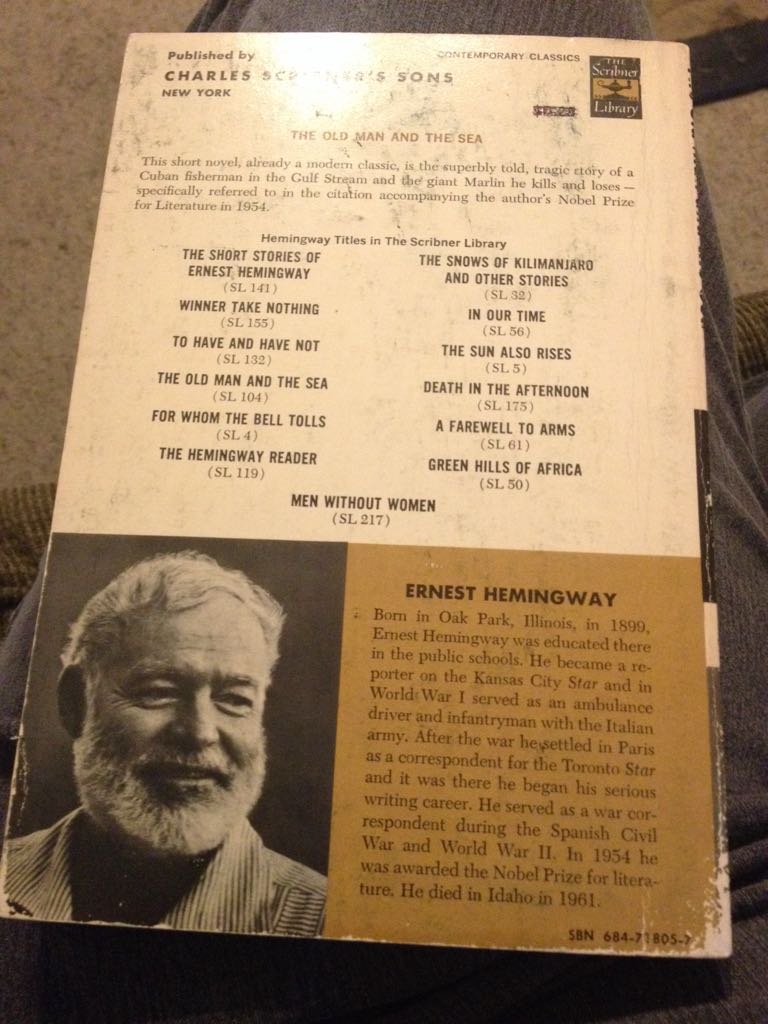 Published by
CHARLES SCRIBNER'S SONS
NEW YORK
CONTEMPORARY CLASSICS
THE
Scribner
Library
THE OLD MAN AND THE SEA
This short novel, already a modern classic, is the superbly told, tragic story of a
Cuban fisherman in the Gulf Stream and the giant Marlin he kills and loses —
specifically referred to in the citation accompanying the author's Nobel Prize
for Literature in 1954.
Hemingway Titles in The Scribner Library
THE SHORT STORIES OF
ERNEST HEMINGWAY
(SL 141)
WINNER TAKE NOTHING
(SL 155)
TO HAVE AND HAVE NOT
(SL 132)
THE OLD MAN AND THE SEA
(SL 104)
FOR WHOM THE BELL TOLLS
(SL 4)
THE HEMINGWAY READER
(SL 119)
THE SNOWS OF KILIMANJARO
AND OTHER STORIES
(SL 32)
IN OUR TIME
(SL 56)
THE SUN ALSO RISES
(SL 5)
DEATH IN THE AFTERNOON
(SL 175)
A FAREWELL TO ARMS
(SL 61)
GREEN HILLS OF AFRICA
(SL 50)
MEN WITHOUT WOMEN
(SL 217)
ERNEST HEMINGWAY
Born in Oak Park, Illinois, in 1899,
Ernest Hemingway was educated there
in the public schools. He became a re-
porter on the Kansas City Star and in
World War I served as an ambulance
driver and infantryman with the Italian
army. After the war he settled in Paris
as a correspondent for the Toronto Star
and it was there he began his serious
writing career. He served as a war cor-
respondent during the Spanish Civil
War and World War II. In 1954 he
was awarded the Nobel Prize for litera-
ture. He died in Idaho in 1961.
SBN 684-71805-7